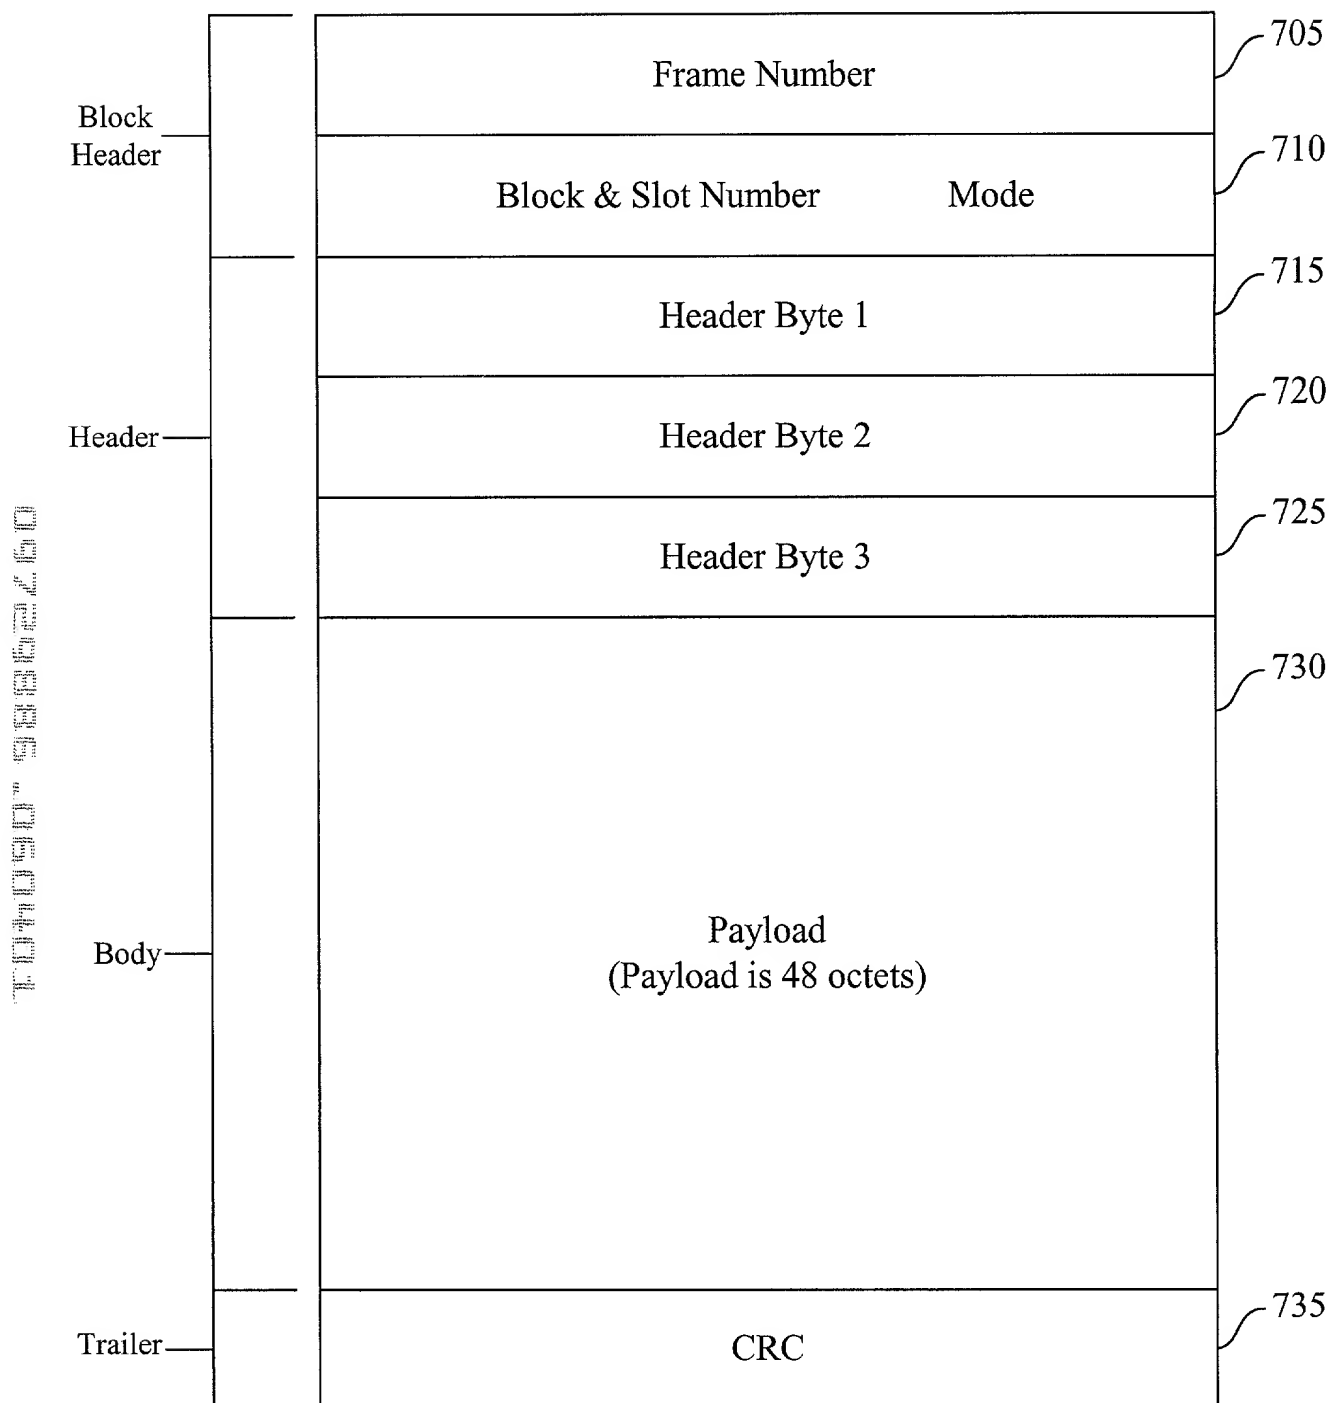 705
Frame Number
Block
Header
710
Block & Slot Number Mode
715
Header Byte 1
720
Header
Header Byte 2
725
Header Byte 3
730
Payload
Body
(Payload is 48 octets)
735
Trailer
CRC